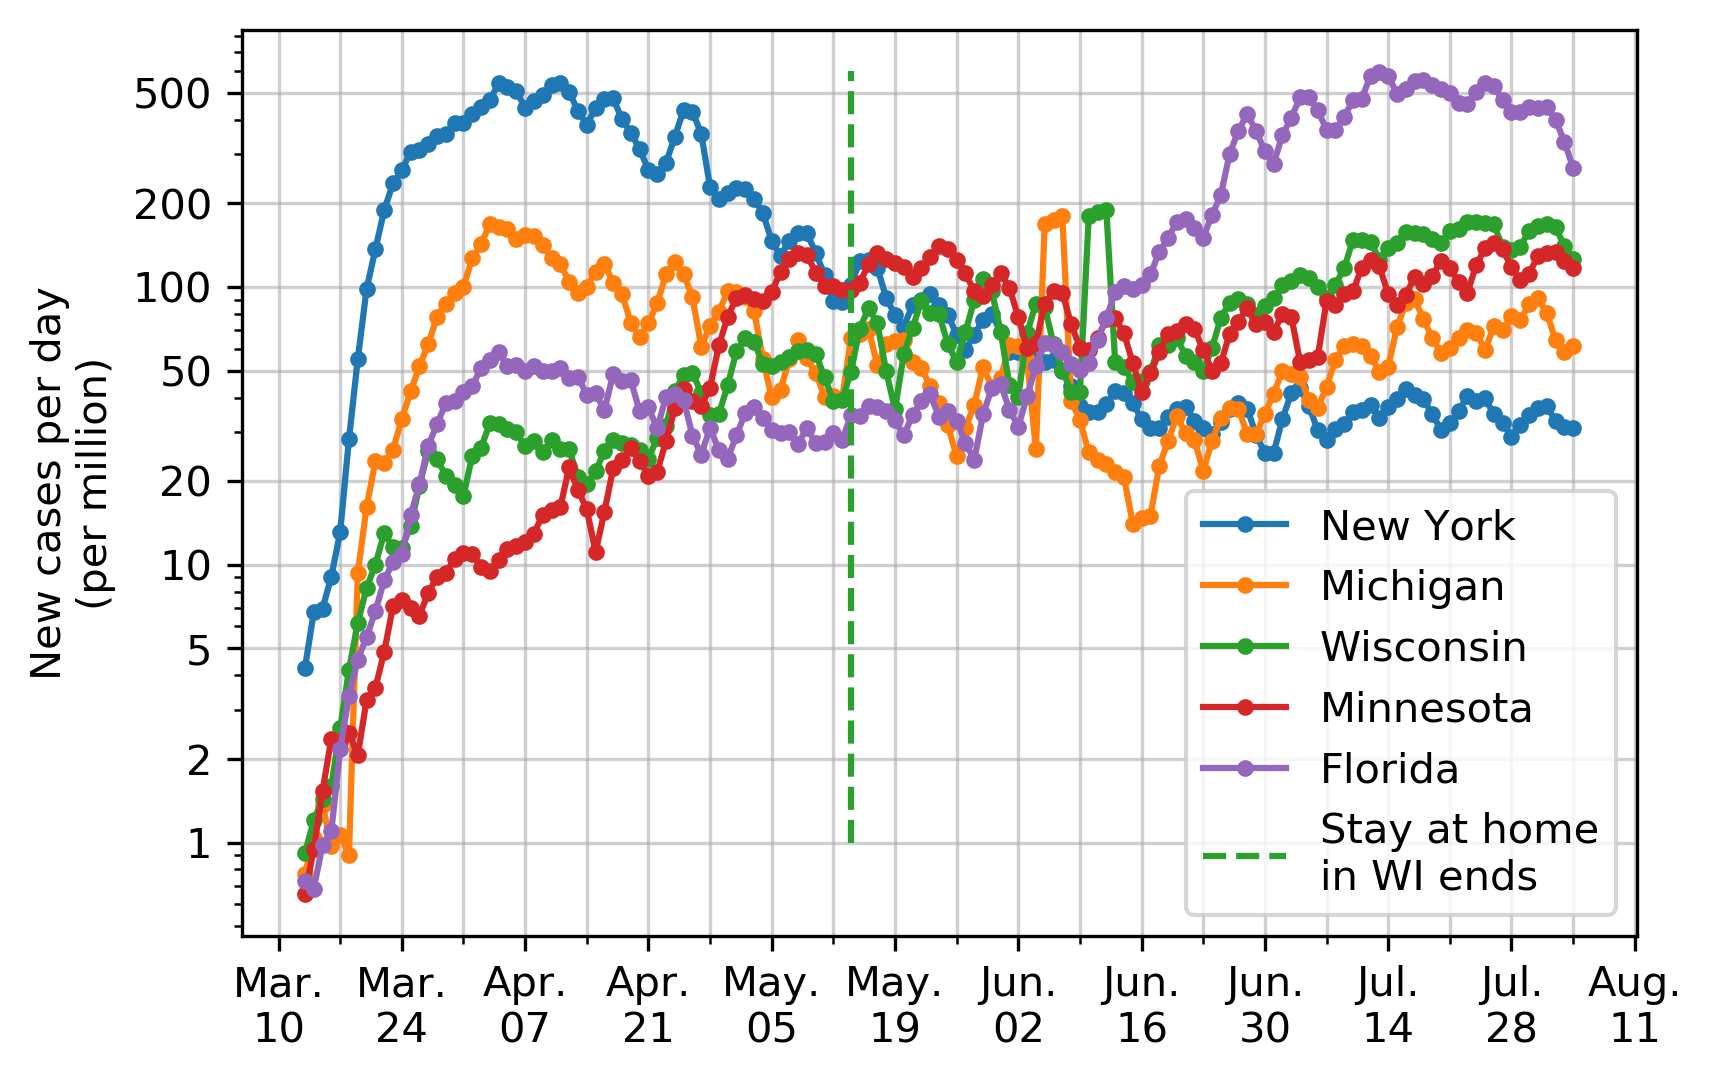 New cases per day
(per million)
500
200
100
50
20
10
5
2
1
New York
Michigan
Wisconsin
Minnesota
Florida
Stay at home
in WI ends
Mar. Mar. Apr. Apr. May. May. Jun. Jun. Jun. Jul. Jul. Aug.
10 24 07 21 05 19 02 16 30 14 28 11